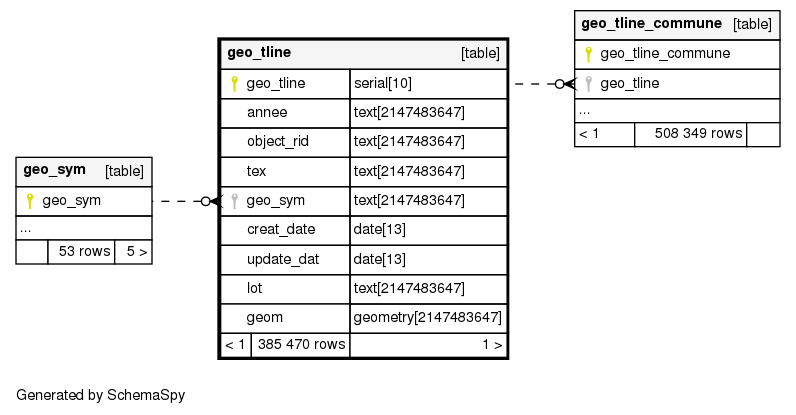 geo_tline_commune [table]
geo_tline_commune
geo_tline
...
< 1 508 349 rows
geo_tline [table]
geo_tline serial[10]
annee text[2147483647]
object_rid text[2147483647]
tex text[2147483647]
geo_sym text[2147483647]
creat_date date[13]
update_dat date[13]
lot text[2147483647]
geom geometry[2147483647]
< 1 385 470 rows 1 >
geo_sym [table]
geo_sym
...
53 rows 5 >
Generated by SchemaSpy